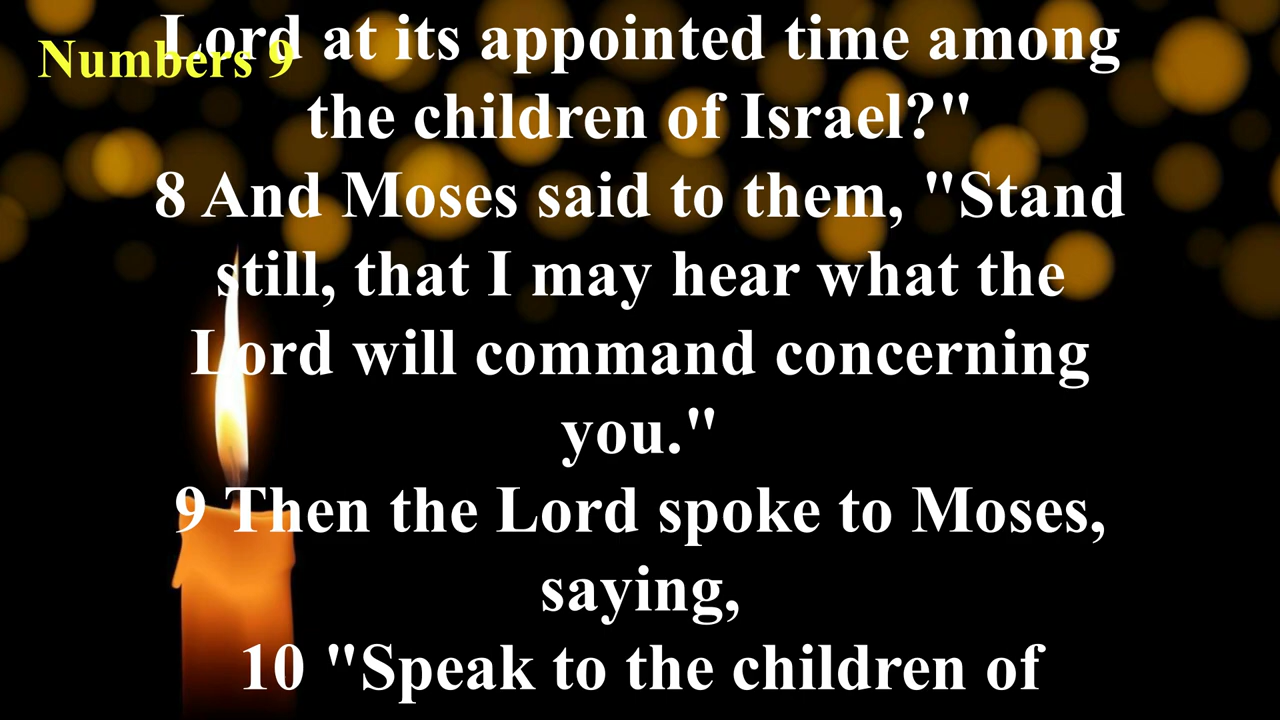 Numbers 9
Lord at its appointed time among
the children of Israel?"
8 And Moses said to them, "Stand
still, that I may hear what the
Lord will command concerning
you."
9 Then the Lord spoke to Moses,
saying,
10 "Speak to the children of